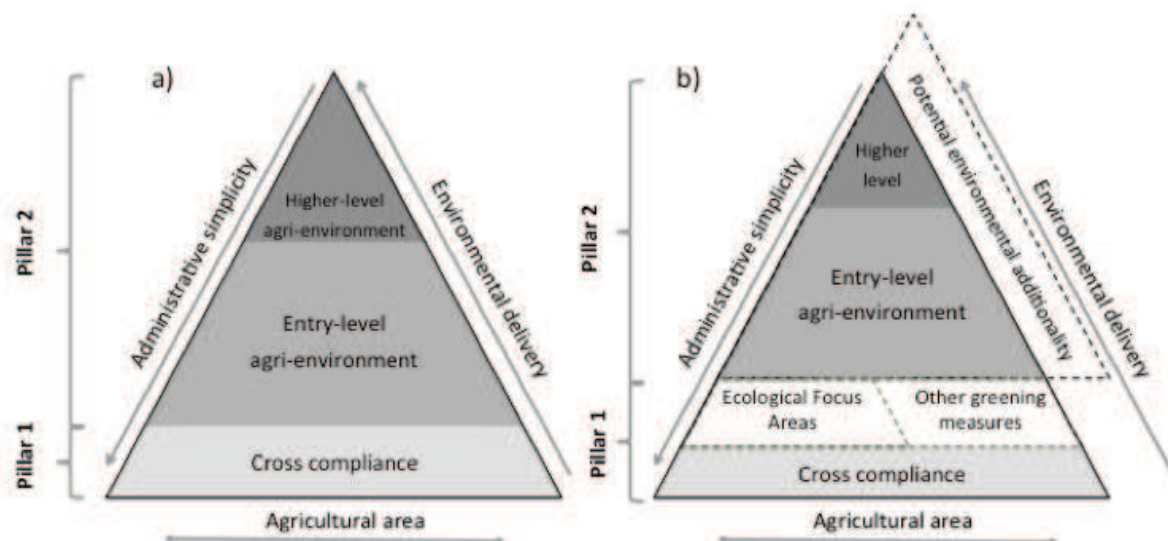 a)
Pillar 2
Pillar 1
Administrative simplicity
Environmental delivery
Higher-level
agri-environment
Entry-level
agri-environment
Cross compliance
Agricultural area
b)
Pillar 2
Pillar 1
Administrative simplicity
Potential environmental additionality
Environmental delivery
Higher
level
Entry-level
agri-environment
Ecological Focus
Areas
Other greening
measures
Cross compliance
Agricultural area